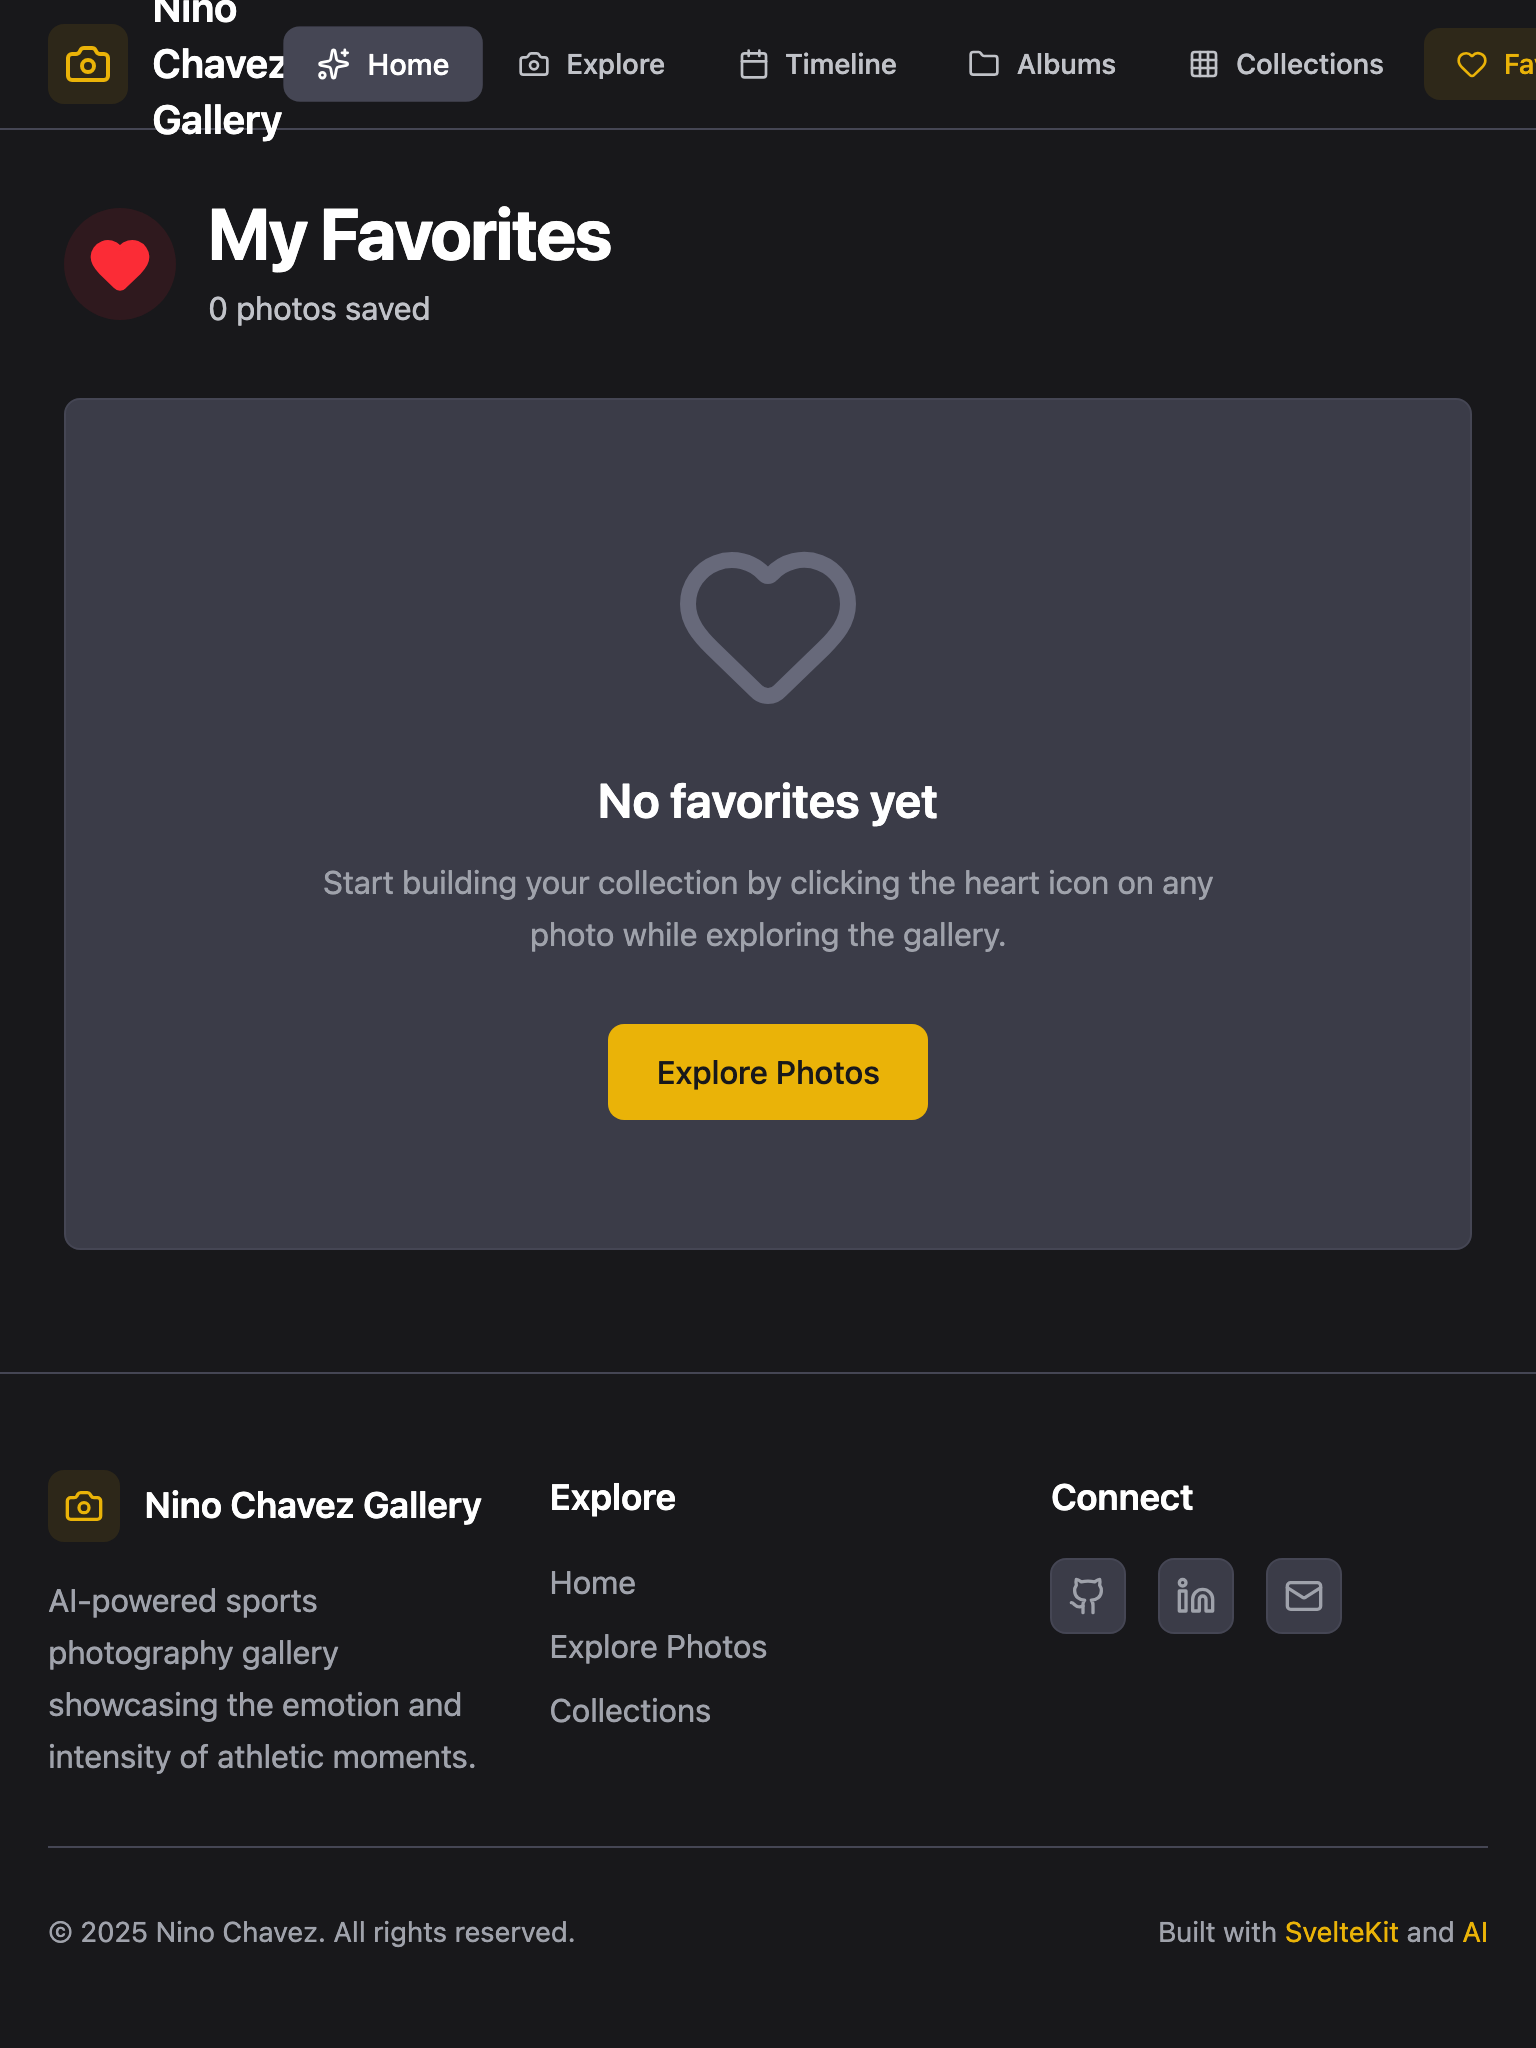 Nino
Chavez
Gallery
Home
Explore
Timeline
Albums
Collections
My Favorites
0 photos saved
No favorites yet
Start building your collection by clicking the heart icon on any
photo while exploring the gallery.
Explore Photos
Nino Chavez Gallery
AI-powered sports
photography gallery
showcasing the emotion and
intensity of athletic moments.
Explore
Home
Explore Photos
Collections
Connect
© 2025 Nino Chavez. All rights reserved.
Built with SvelteKit and AI